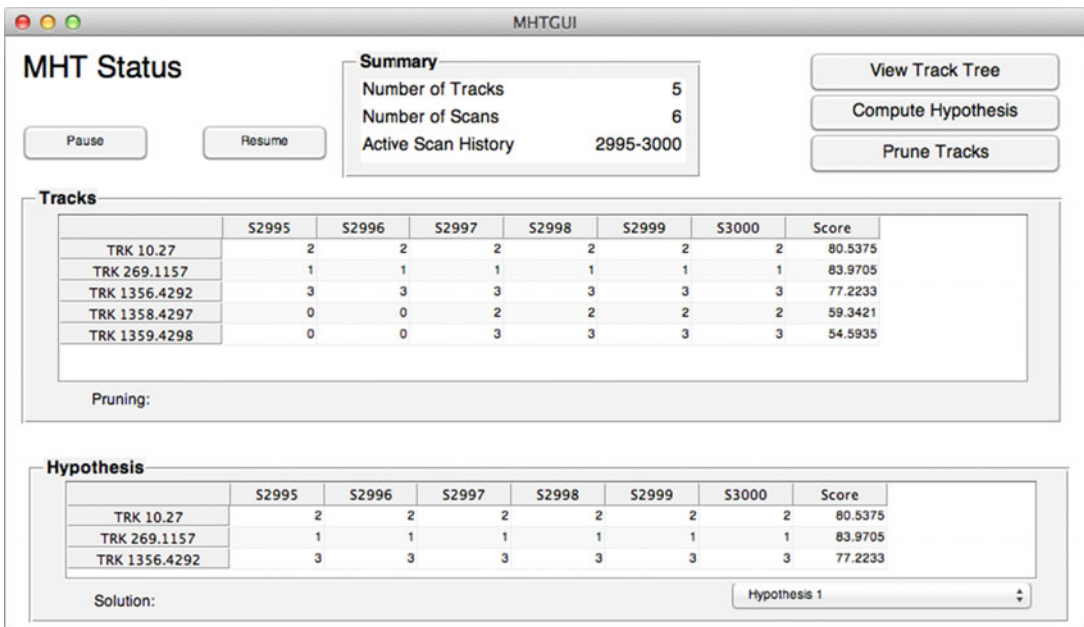 MHTGUI
MHT Status
Pause
Resume
Summary
Number of Tracks 5
Number of Scans 6
Active Scan History 2995-3000
View Track Tree
Compute Hypothesis
Prune Tracks
Tracks
S2995 S2996 S2997 S2998 S2999 S3000 Score
TRK 10.27 2 2 2 2 2 2 80.5375
TRK 269.1157 1 1 1 1 1 1 83.9705
TRK 1356.4292 3 3 3 3 3 3 77.2233
TRK 1358.4297 0 0 2 2 2 2 59.3421
TRK 1359.4298 0 0 3 3 3 3 54.5935
Pruning:
Hypothesis
S2995 S2996 S2997 S2998 S2999 S3000 Score
TRK 10.27 2 2 2 2 2 2 80.5375
TRK 269.1157 1 1 1 1 1 1 83.9705
TRK 1356.4292 3 3 3 3 3 3 77.2233
Solution:
Hypothesis 1